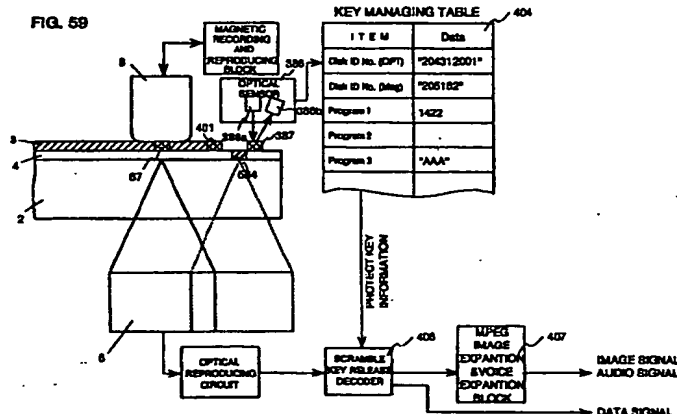 FIG. 59
KEY MANAGING TABLE
404
ITEM Data
Disk ID No. (OPT) "204312001"
Disk ID No. (Mag) "205162"
Program 1 1422
Program 2
Program 3 "AAA"
MAGNETIC
RECORDING
AND
REPRODUCING
BLOCK
8
386
OPTICAL
SENSOR
387
401
3
4
67
2
6
PROTECT KEY
INFORMATION
OPTICAL
REPRODUCING
CIRCUIT
SCRAMBLE
KEY RELEASE
DECODER
MPEG
IMAGE
EXPANTION
&VOICE
EXPANTION
BLOCK
407
IMAGE SIGNAL
AUDIO SIGNAL
DATA SIGNAL